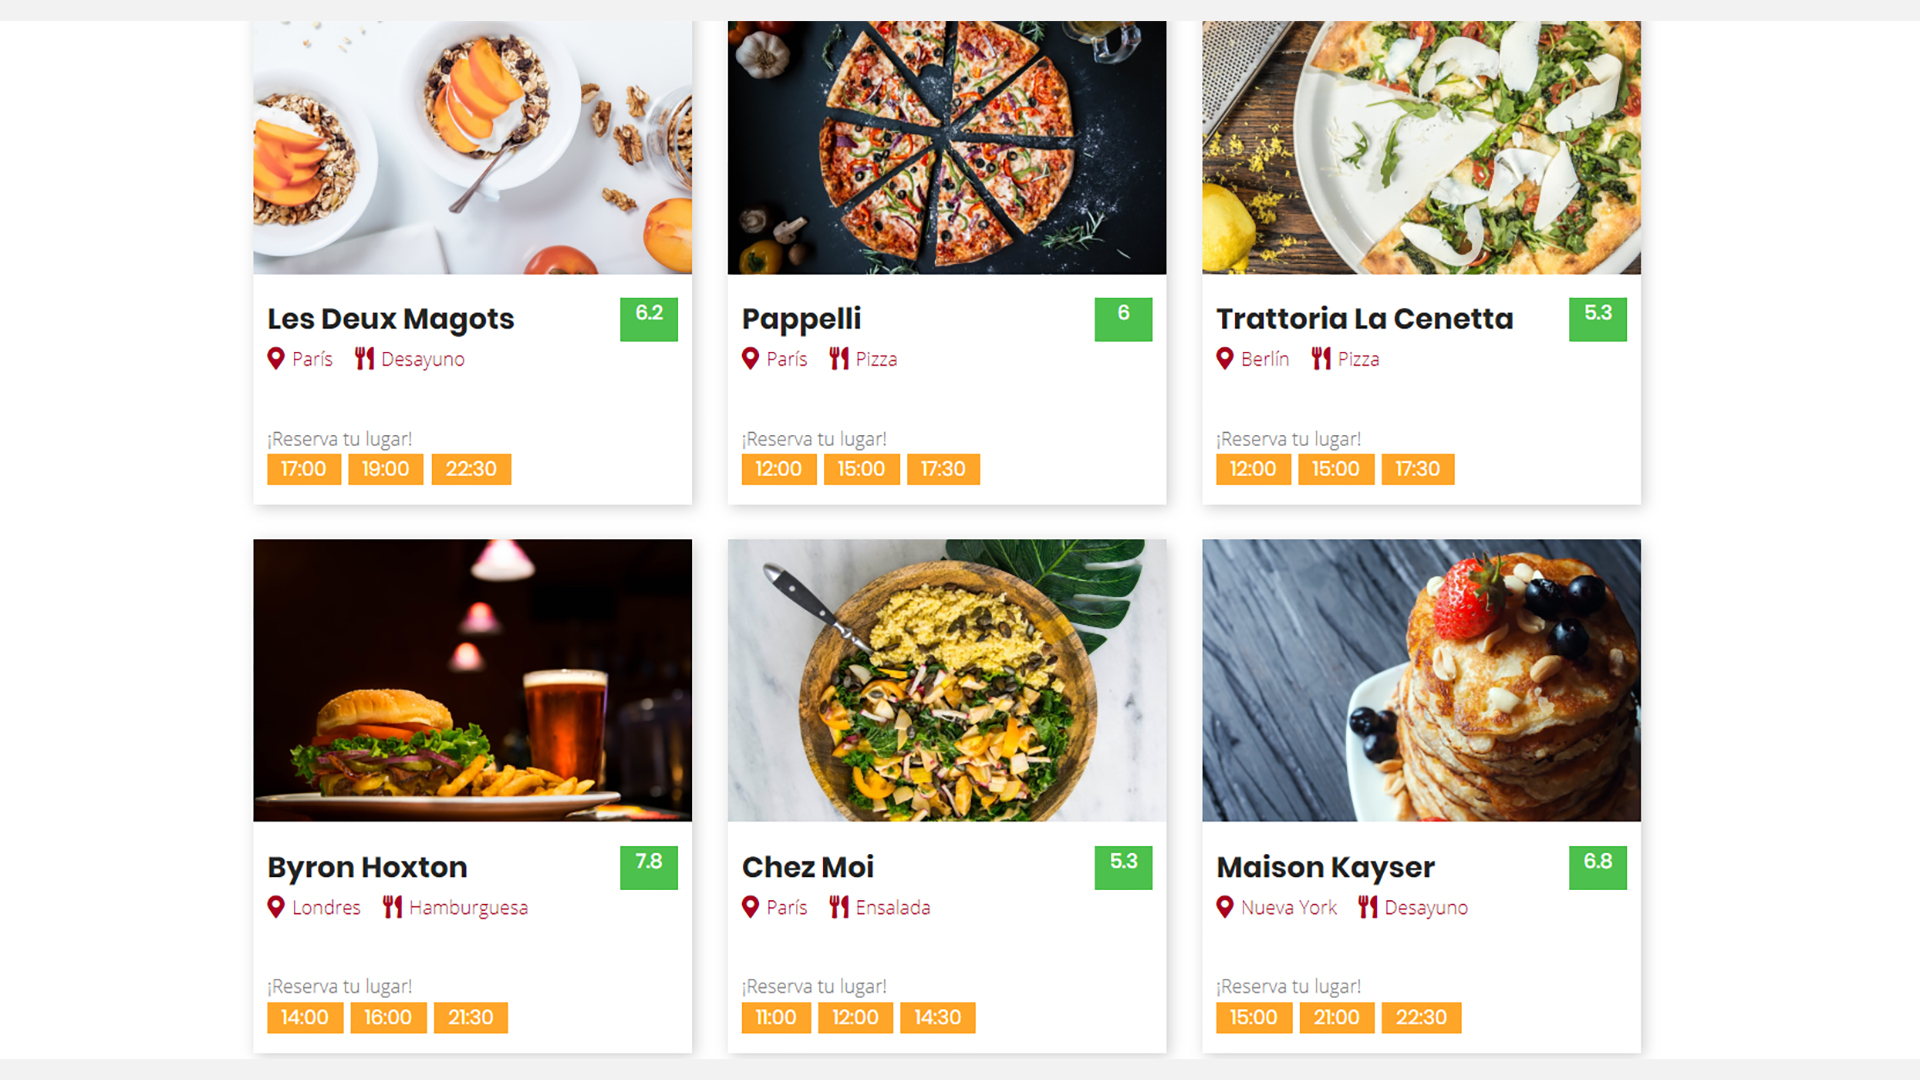 Les Deux Magots
6.2
París Desayuno
¡Reserva tu lugar!
17:00 19:00 22:30
Pappelli
6
París Pizza
¡Reserva tu lugar!
12:00 15:00 17:30
Trattoria La Cenetta
5.3
Berlín Pizza
¡Reserva tu lugar!
12:00 15:00 17:30
Byron Hoxton
7.8
Londres Hamburguesa
¡Reserva tu lugar!
14:00 16:00 21:30
Chez Moi
5.3
París Ensalada
¡Reserva tu lugar!
11:00 12:00 14:30
Maison Kayser
6.8
Nueva York Desayuno
¡Reserva tu lugar!
15:00 21:00 22:30